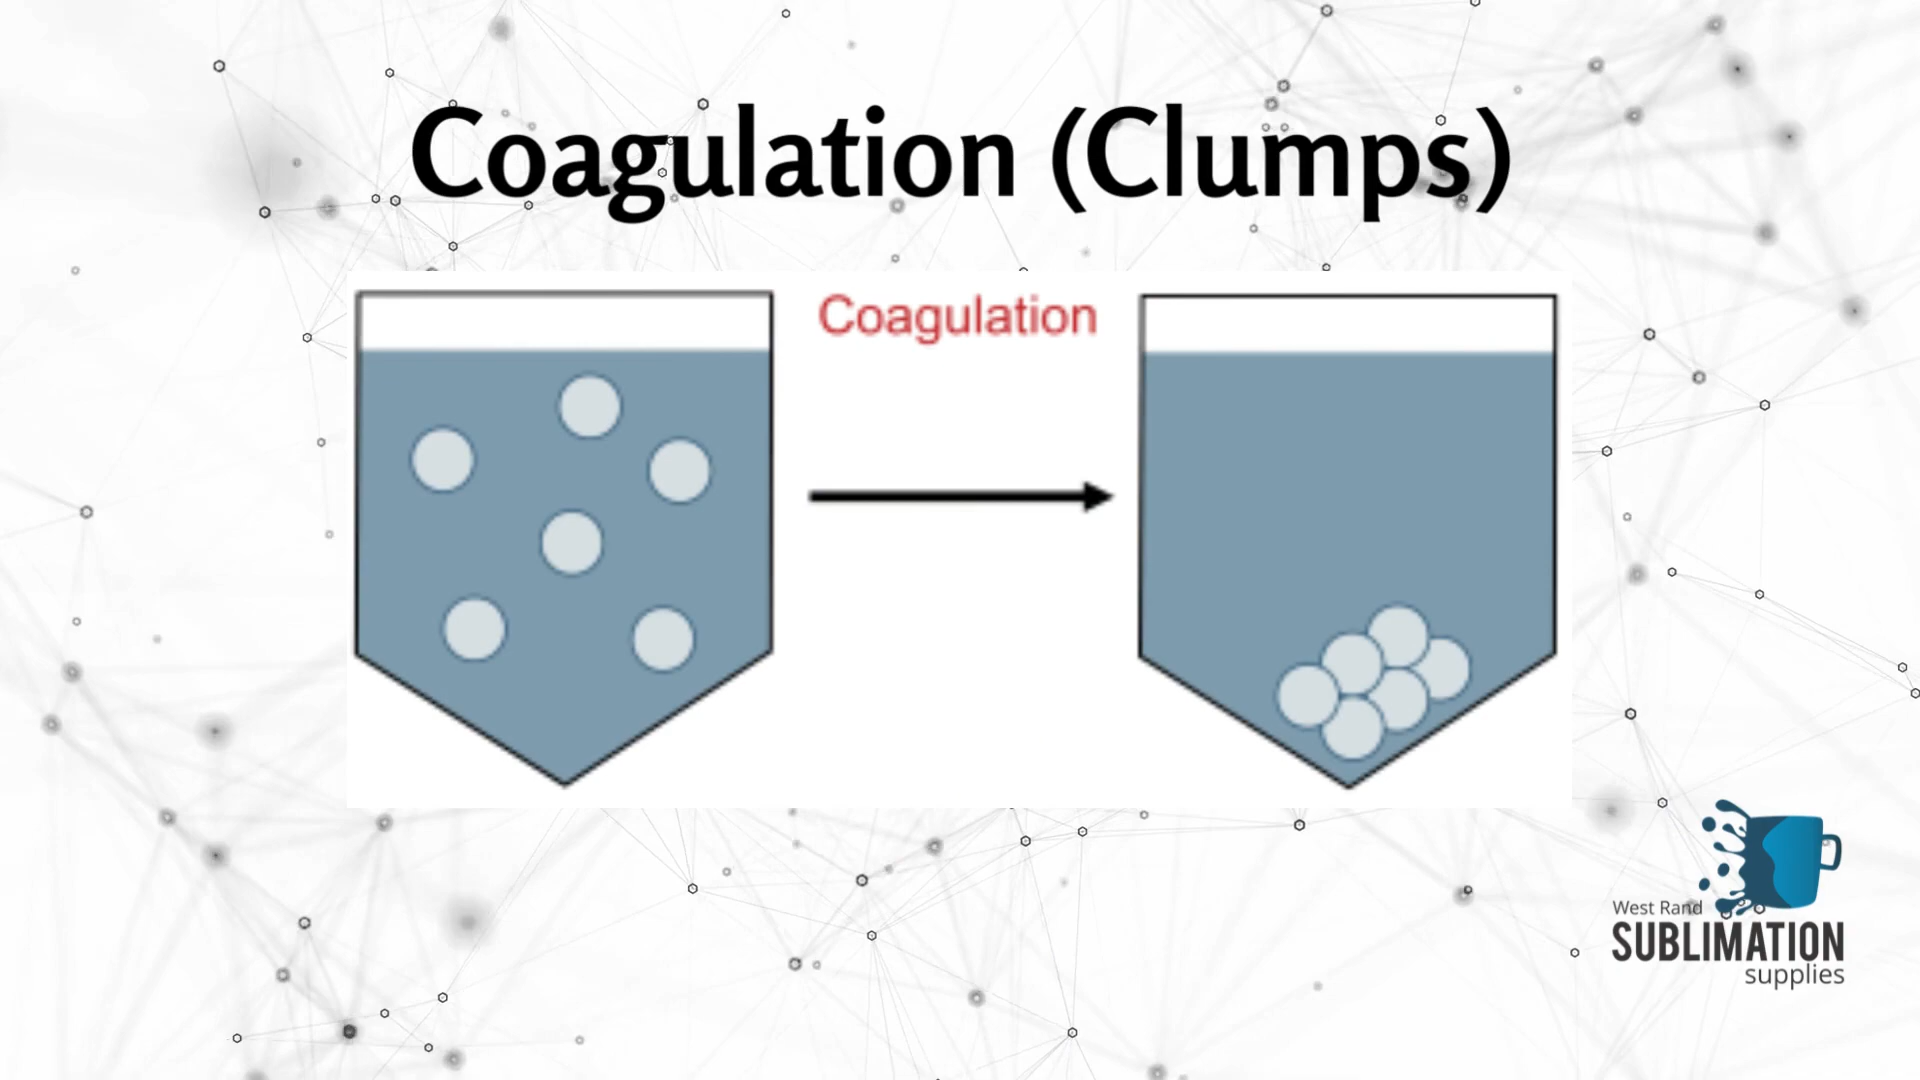 Coagulation (Clumps)
Coagulation
West Rand
SUBLIMATION
supplies